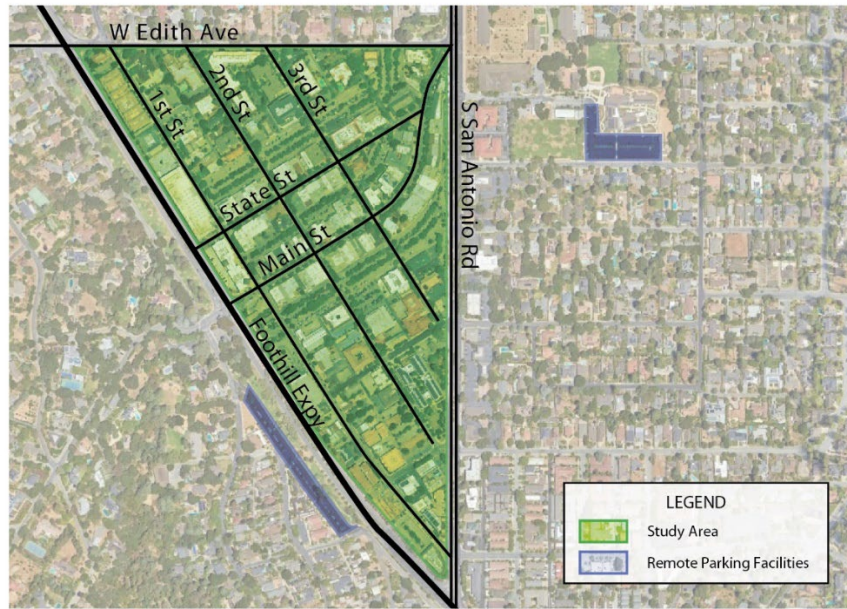 W Edith Ave
1st St
2nd St
3rd St
State St
Main St
Foothill Expy
S San Antonio Rd
LEGEND
Study Area
Remote Parking Facilities